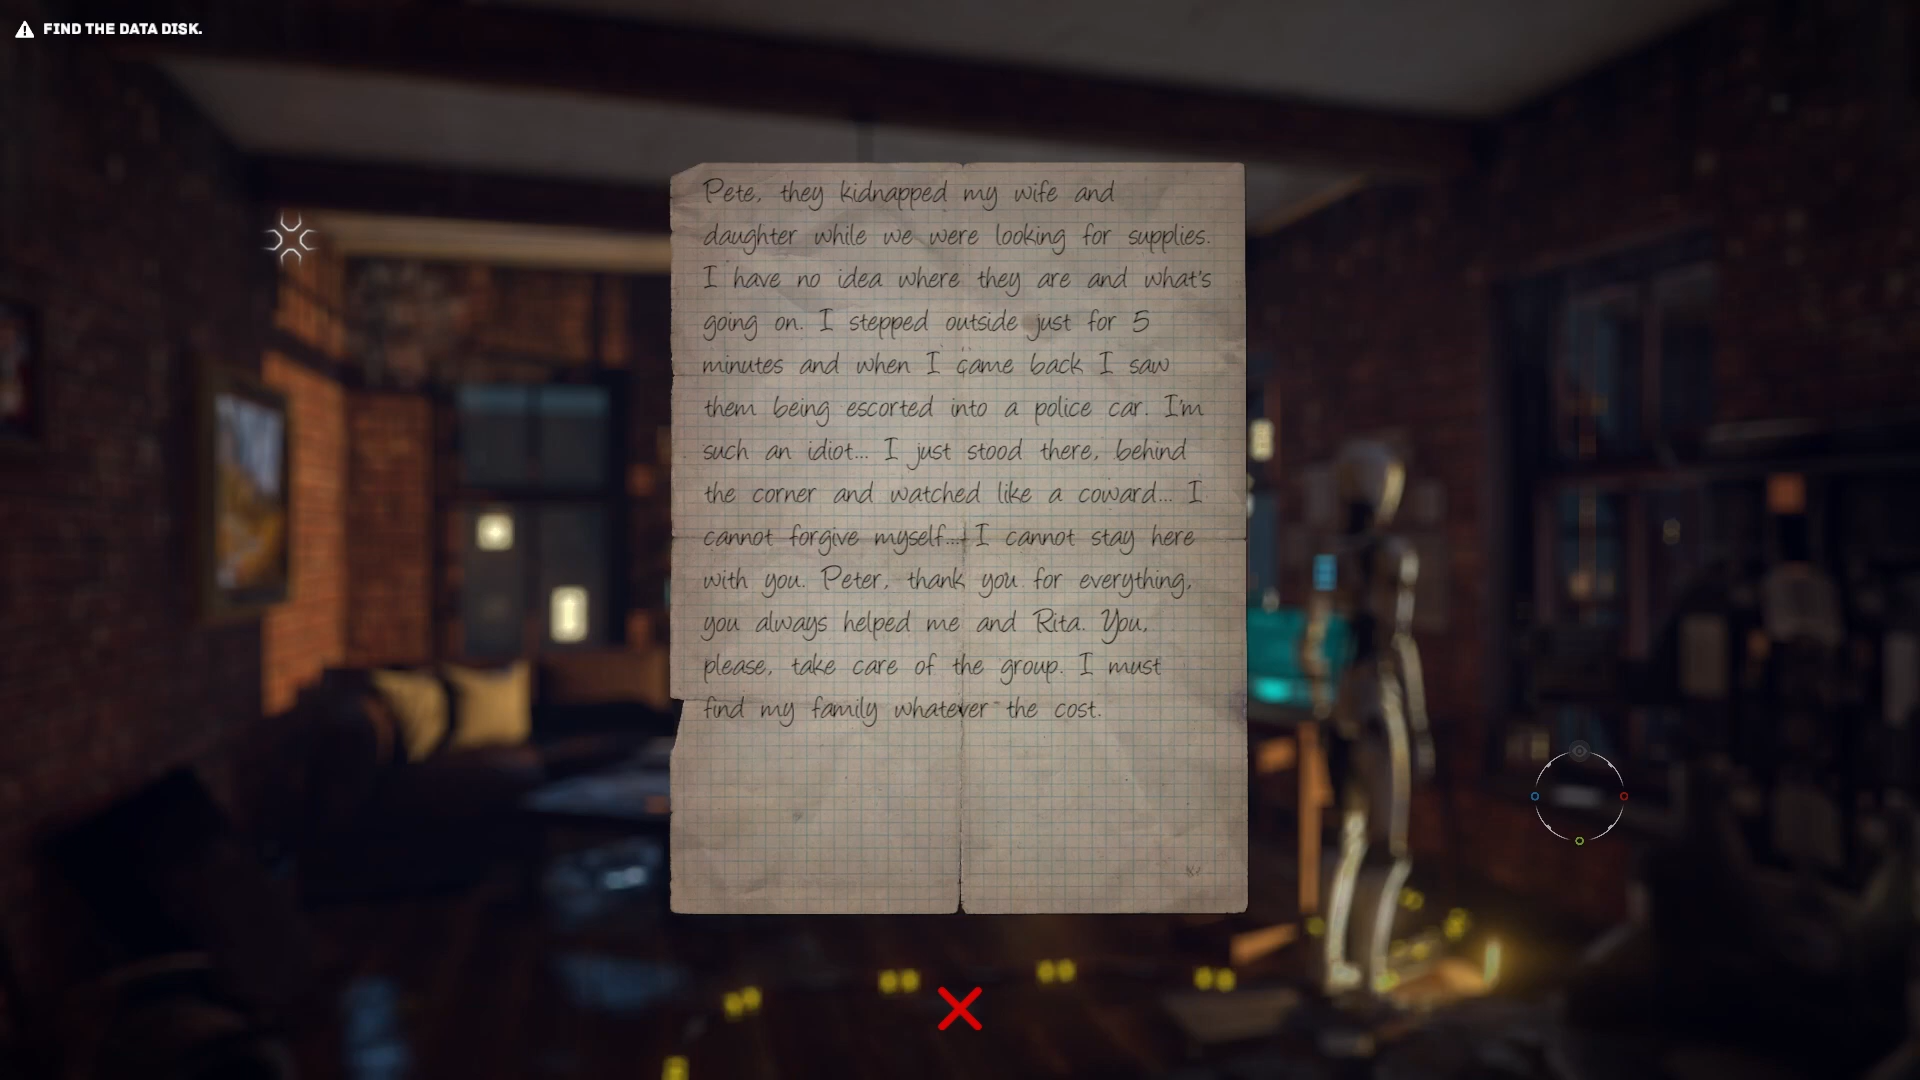 FIND THE DATA DISK.
Pete, they kidnapped my wife and
daughter while we were looking for supplies.
I have no idea where they are and what's
going on. I stepped outside just for 5
minutes and when I came back I saw
them being escorted into a police car. I'm
such an idiot... I just stood there, behind
the corner and watched like a coward... I
cannot forgive myself... I cannot stay here
with you. Peter, thank you for everything,
you always helped me and Rita. You,
please, take care of the group. I must
find my family whatever the cost.